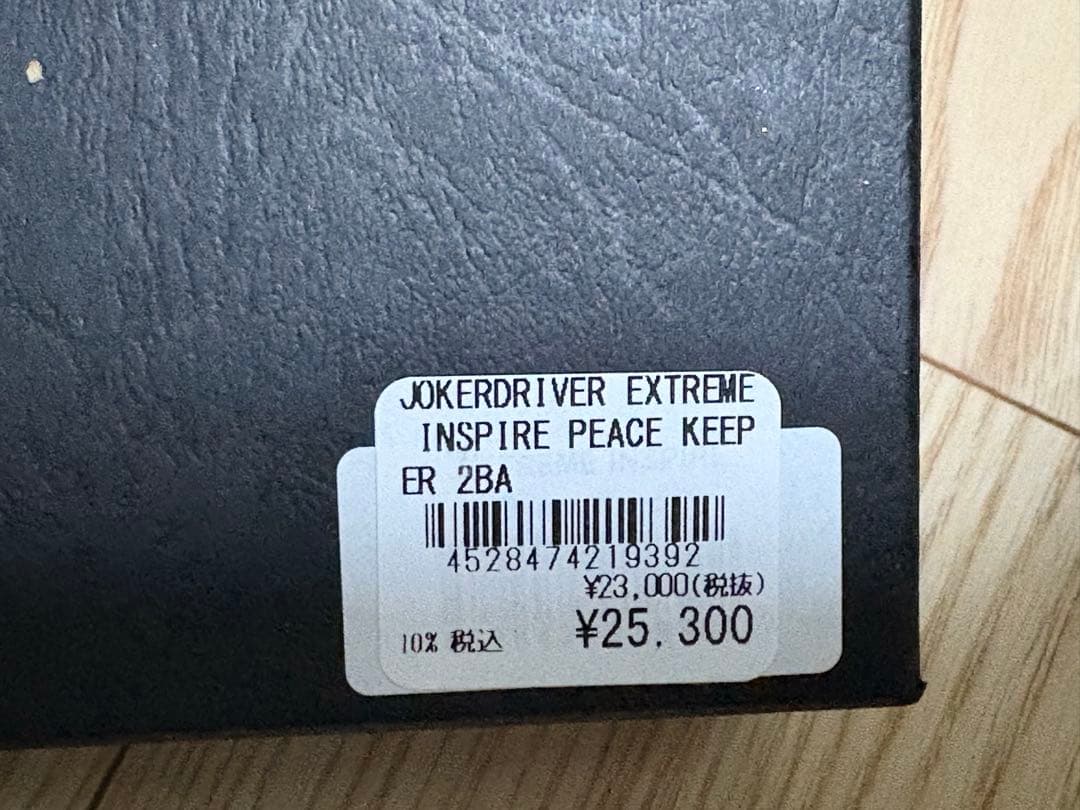 JOKERDRIVER EXTREME
INSPIRE PEACE KEEP
ER 2BA
4528474219392
¥23,000(税抜)
10% 税込 ¥25,300